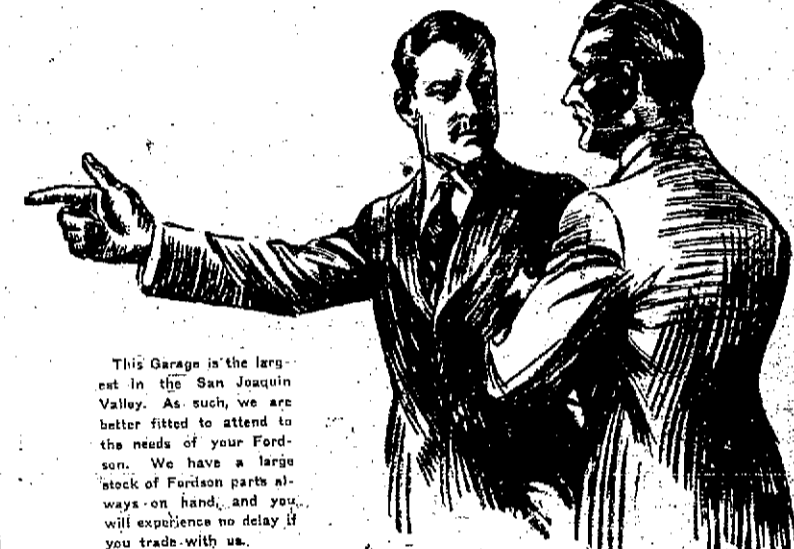 This Garage is the larg-
est in the San Joaquin
Valley. As such, we are
better fitted to attend to
the needs of your Ford-
son. We have a large
stock of Fordson parts al-
ways on hand, and you
will experience no delay if
you trade with us.